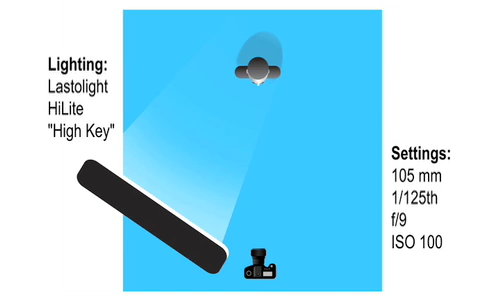 Lighting:
Lastolight
HiLite
"High Key"
Settings:
105 mm
1/125th
f/9
ISO 100